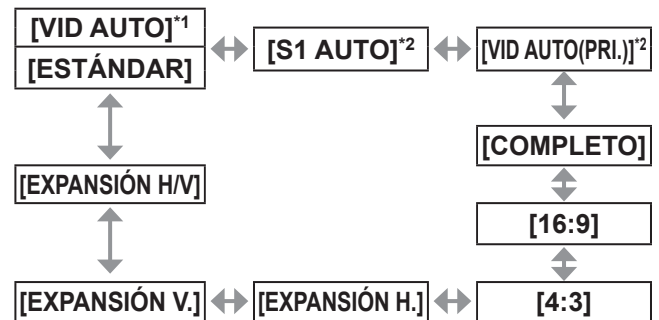 [VID AUTO]*1
[ESTÁNDAR]
[S1 AUTO]*2
[VID AUTO(PRI.)]*2
[COMPLETO]
[EXPANSIÓN H/V]
[16:9]
[EXPANSIÓN V.]
[EXPANSIÓN H.]
[4:3]